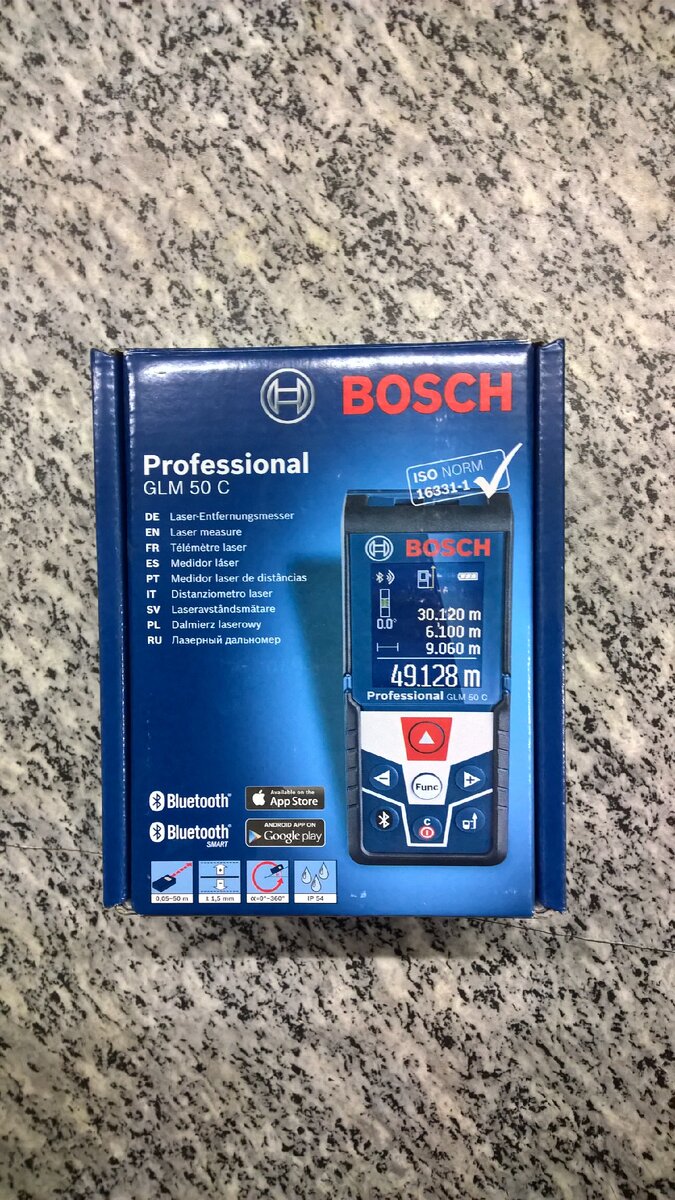 BOSCH
Professional
GLM 50 C
ISO NORM
16331-1
DE Laser-Entfernungsmesser
EN Laser measure
FR Télémètre laser
ES Medidor láser
PT Medidor laser de distâncias
IT Distanziometro laser
SV Laseravståndsmätare
PL Dalmierz laserowy
RU Лазерный дальномер
BOSCH
0.0°
30.120 m
6.100 m
9.060 m
49.128 m
Professional GLM 50 C
Func
C
Bluetooth™
Available on the
App Store
Bluetooth®
SMART
ANDROID APP ON
Google play
0,05–50 m
± 1,5 mm
α=0°–360°
IP 54